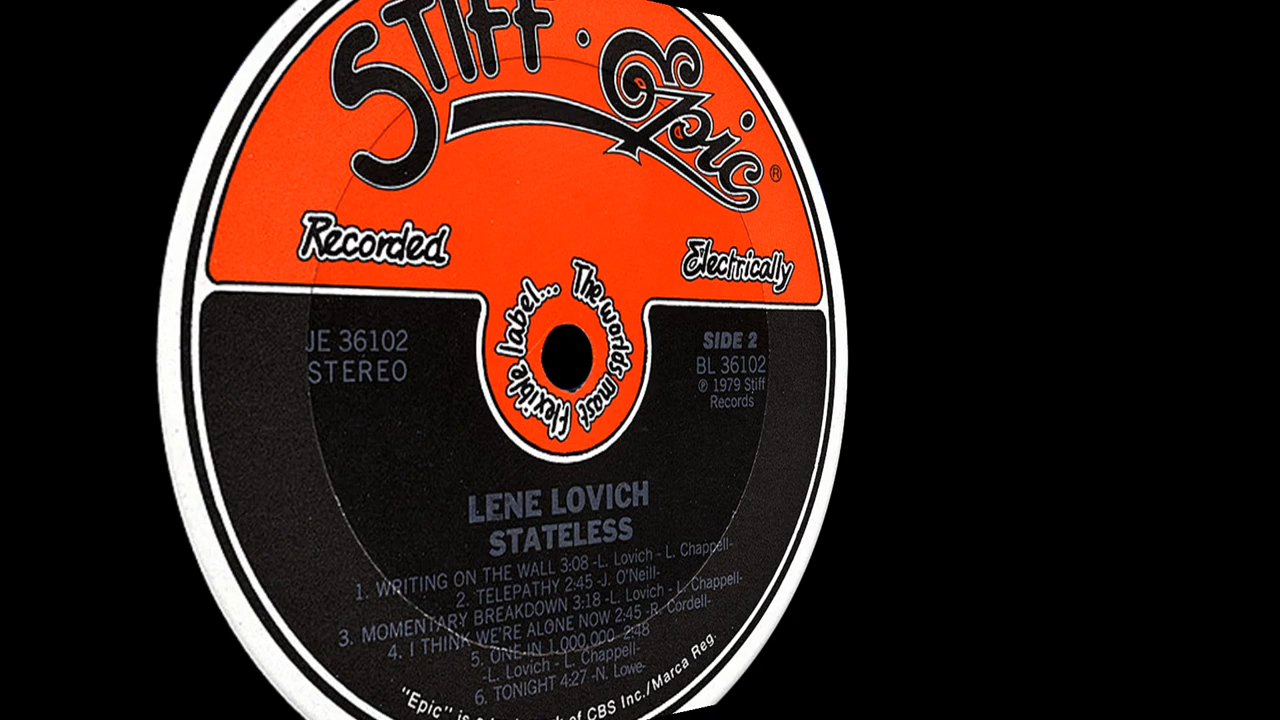 STIFF · Epic ®
Recorded
Electrically
The worlds most flexible label...
JE 36102
STEREO
SIDE 2
BL 36102
℗ 1979 Stiff
Records
LENE LOVICH
STATELESS
1. WRITING ON THE WALL 3:08 -L. Lovich - L. Chappell-
2. TELEPATHY 2:45 -J. O'Neill-
3. MOMENTARY BREAKDOWN 3:18 -L. Lovich - L. Chappell-
4. I THINK WE'RE ALONE NOW 2:45 -R. Cordell-
5. ONE IN 1,000,000 2:48
-L. Lovich - L. Chappell-
6. TONIGHT 4:27 -N. Lowe-
"Epic" is of CBS Inc./Marca Reg.